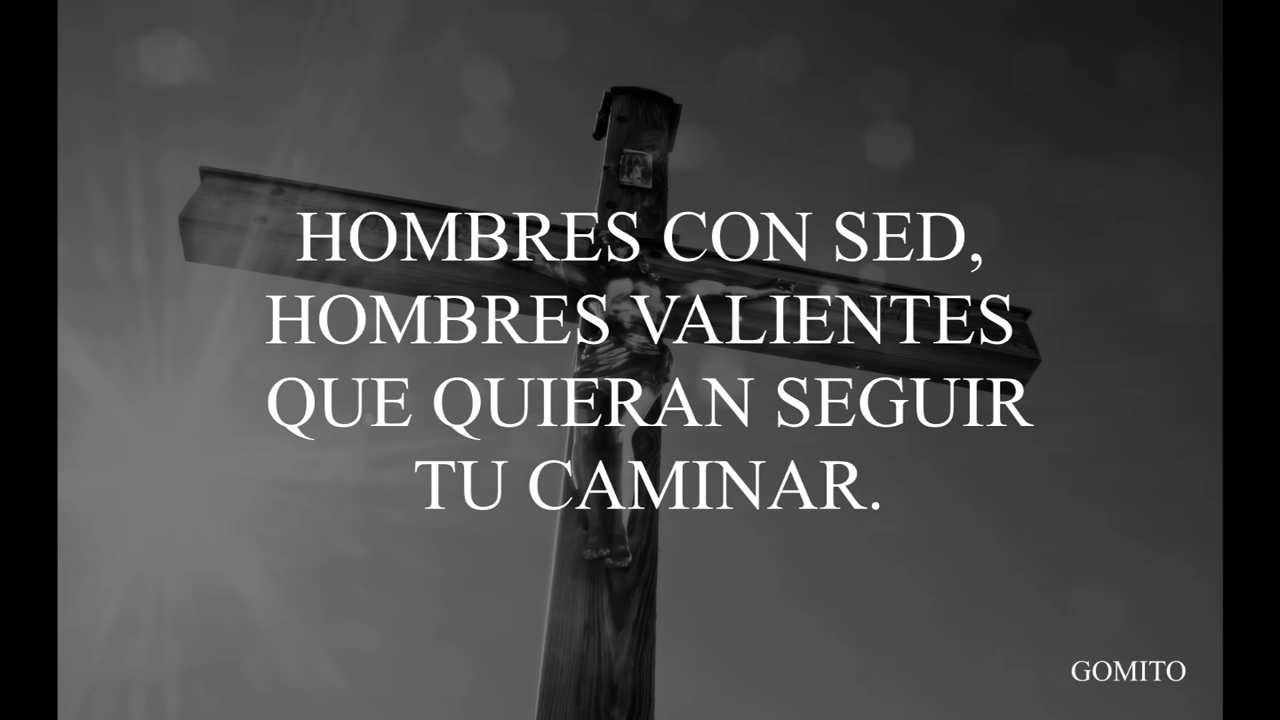 HOMBRES CON SED,
HOMBRES VALIENTES
QUE QUIERAN SEGUIR
TU CAMINAR.
GOMITO